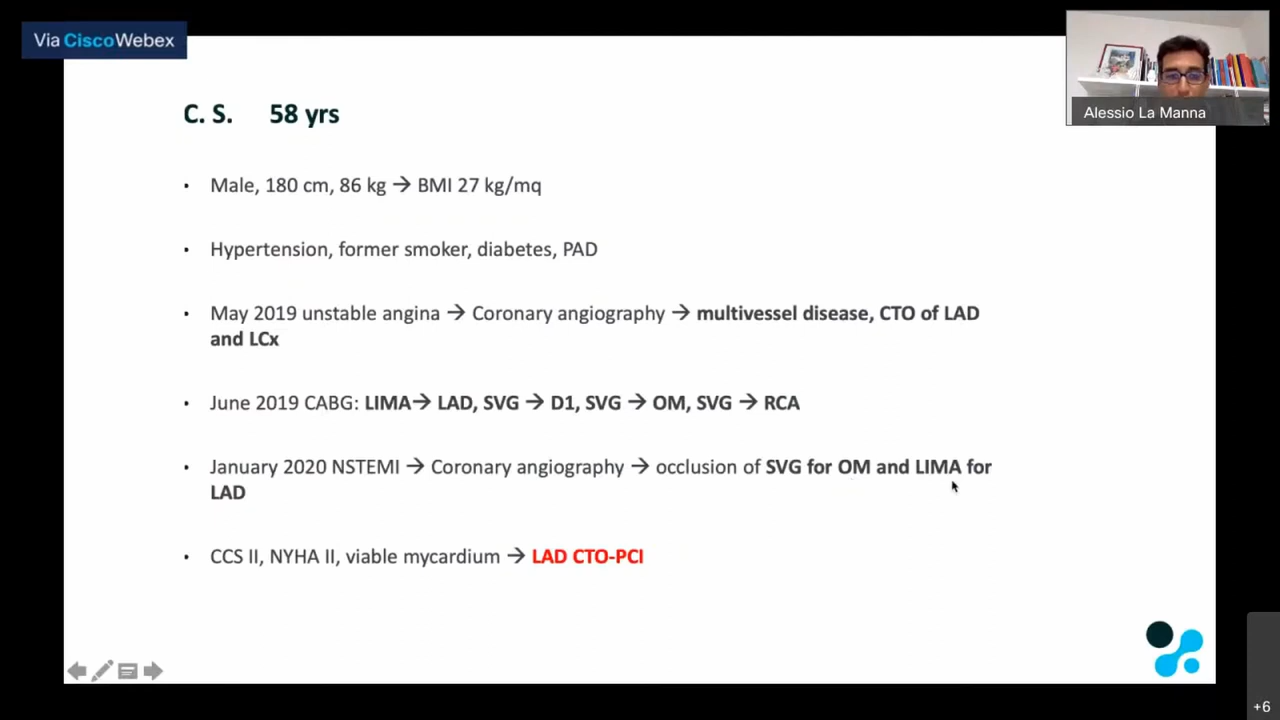 Via CiscoWebex
Alessio La Manna
C. S. 58 yrs
• Male, 180 cm, 86 kg → BMI 27 kg/mq
• Hypertension, former smoker, diabetes, PAD
• May 2019 unstable angina → Coronary angiography → multivessel disease, CTO of LAD
and LCx
• June 2019 CABG: LIMA→ LAD, SVG → D1, SVG → OM, SVG → RCA
• January 2020 NSTEMI → Coronary angiography → occlusion of SVG for OM and LIMA for
LAD
• CCS II, NYHA II, viable mycardium → LAD CTO-PCI
+6